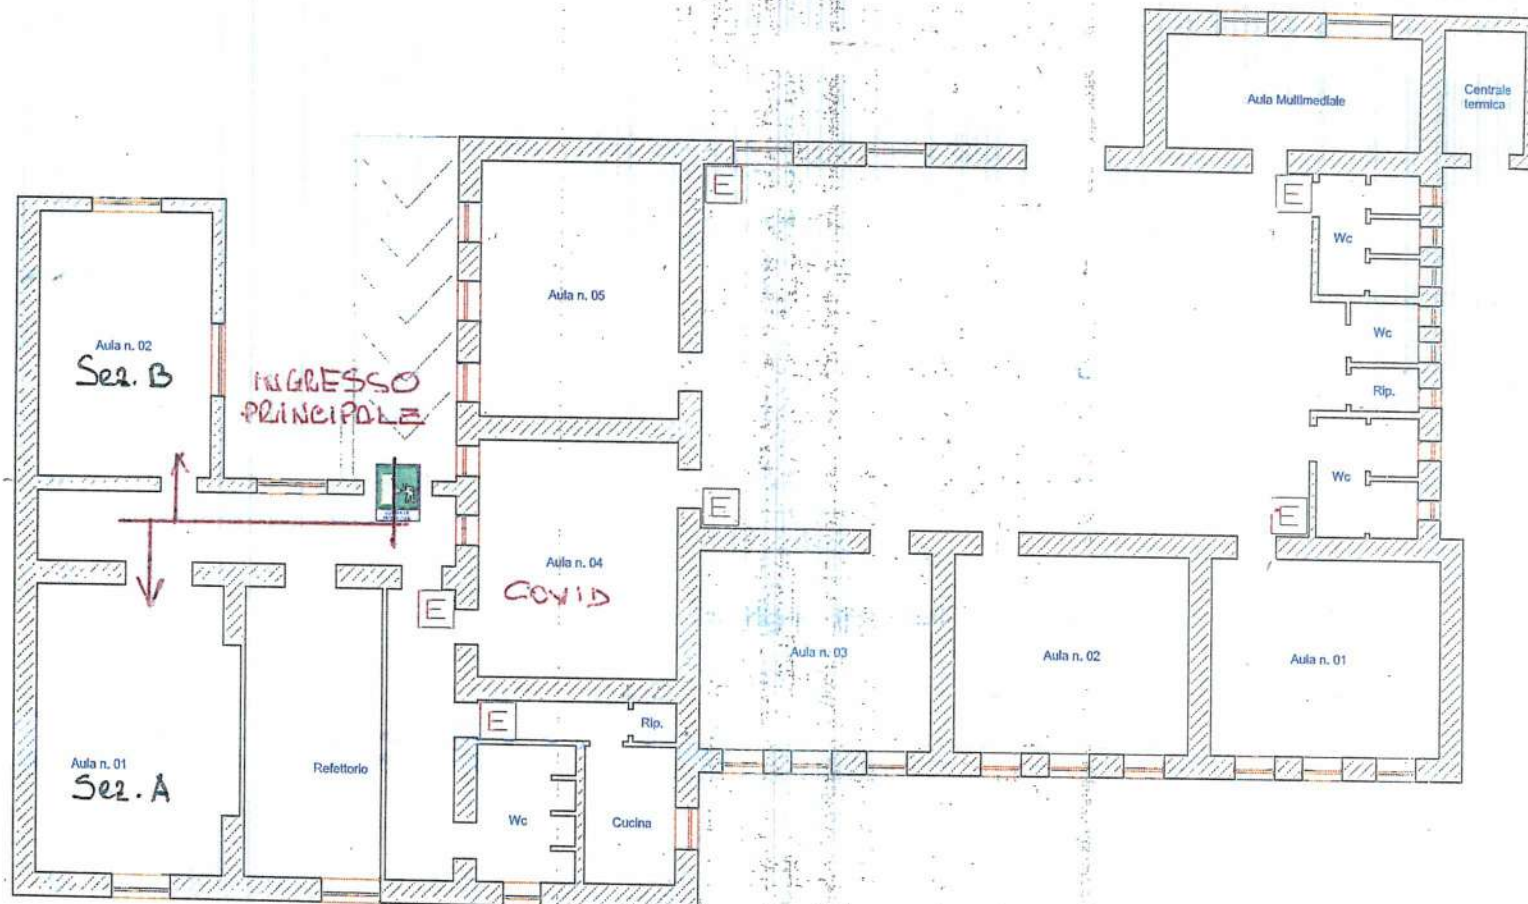 Aula Multimediale
Centrale
termica
E
E
Wc
Aula n. 05
Wc
Aula n. 02
Sez. B
INGRESSO
PRINCIPALE
Rip.
Wc
E
E
Aula n. 04
COVID
E
Aula n. 03
Aula n. 02
Aula n. 01
E
Rip.
Aula n. 01
Sez. A
Refettorio
Wc
Cucina